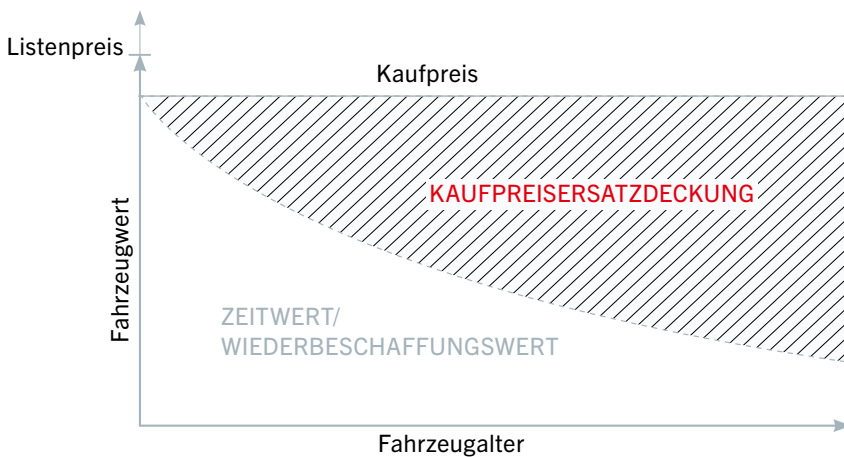 Listenpreis
Kaufpreis
KAUFPREISERSATZDECKUNG
Fahrzeugwert
ZEITWERT/
WIEDERBESCHAFFUNGSWERT
Fahrzeugalter